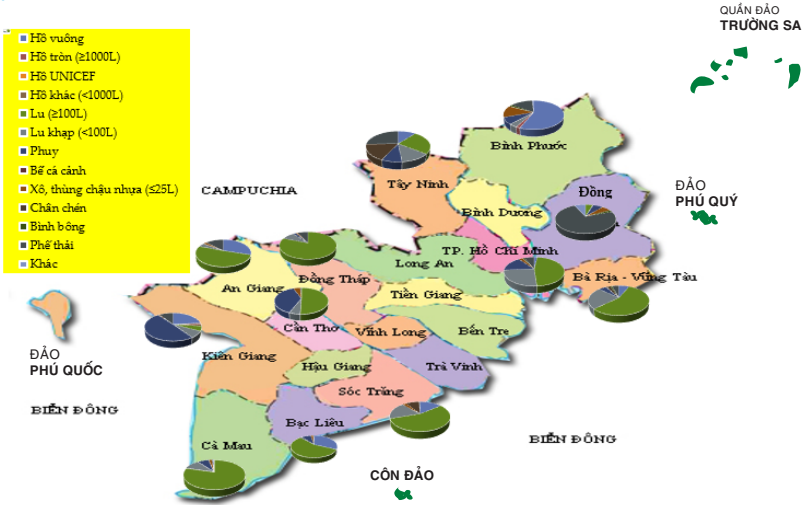 QUẦN ĐẢO
TRƯỜNG SA
Hồ vuông
Hồ tròn (≥1000L)
Hồ UNICEF
Hồ khác (<1000L)
Lu (≥100L)
Lu khạp (<100L)
Phuy
Bể cá cảnh
Xô, thùng chậu nhựa (≤25L)
Chân chén
Bình bông
Phế thải
Khác
CAMPUCHIA
Bình Phước
Tây Ninh
Bình Dương
Đồng
ĐẢO
PHÚ QUÝ
TP. Hồ Chí Minh
Long An
Bà Rịa - Vũng Tàu
An Giang
Đồng Tháp
Tiền Giang
Cần Thơ
Vĩnh Long
Bến Tre
ĐẢO
PHÚ QUỐC
Kiên Giang
Hậu Giang
Trà Vinh
Sóc Trăng
BIỂN ĐÔNG
Bạc Liêu
Cà Mau
BIỂN ĐÔNG
CÔN ĐẢO